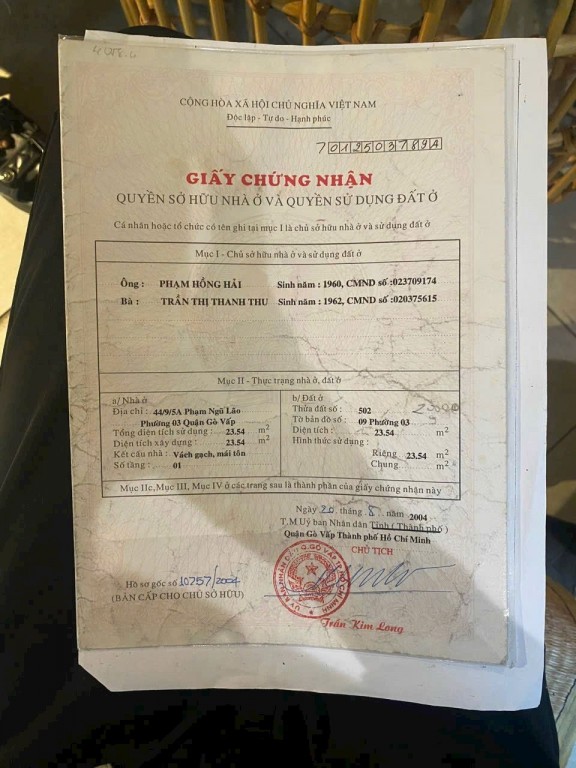 CỘNG HÒA XÃ HỘI CHỦ NGHĨA VIỆT NAM
Độc lập - Tự do - Hạnh phúc
7012503789A
GIẤY CHỨNG NHẬN
QUYỀN SỞ HỮU NHÀ Ở VÀ QUYỀN SỬ DỤNG ĐẤT Ở
Cá nhân hoặc tổ chức có tên ghi tại mục I là chủ sở hữu nhà ở và sử dụng đất ở
Mục I - Chủ sở hữu nhà ở và sử dụng đất ở
Ông : PHẠM HỒNG HẢI Sinh năm : 1960, CMND số :023709174
Bà : TRẦN THỊ THANH THU Sinh năm : 1962, CMND số :020375615
Mục II - Thực trạng nhà ở, đất ở
a/ Nhà ở
Địa chỉ : 44/9/5A Phạm Ngũ Lão
Phường 03 Quận Gò Vấp
Tổng diện tích sử dụng : 23.54 m2
Diện tích xây dựng : 23.54 m2
Kết cấu nhà : Vách gạch, mái tôn
Số tầng : 01
b/ Đất ở
Thửa đất số : 502
Tờ bản đồ số : 09 Phường 03
Diện tích : 23.54 m2
Hình thức sử dụng :
Riêng 23.54 m2
Chung m2
Mục IIc, Mục III, Mục IV ở các trang sau là thành phần của giấy chứng nhận này
Ngày 20 tháng 8 năm 2004
T.M Uỷ ban Nhân dân Tỉnh (Thành phố)
Quận Gò Vấp Thành phố Hồ Chí Minh
CHỦ TỊCH
Hồ sơ gốc số 10757/2004
(BẢN CẤP CHO CHỦ SỞ HỮU)
Trần Kim Long